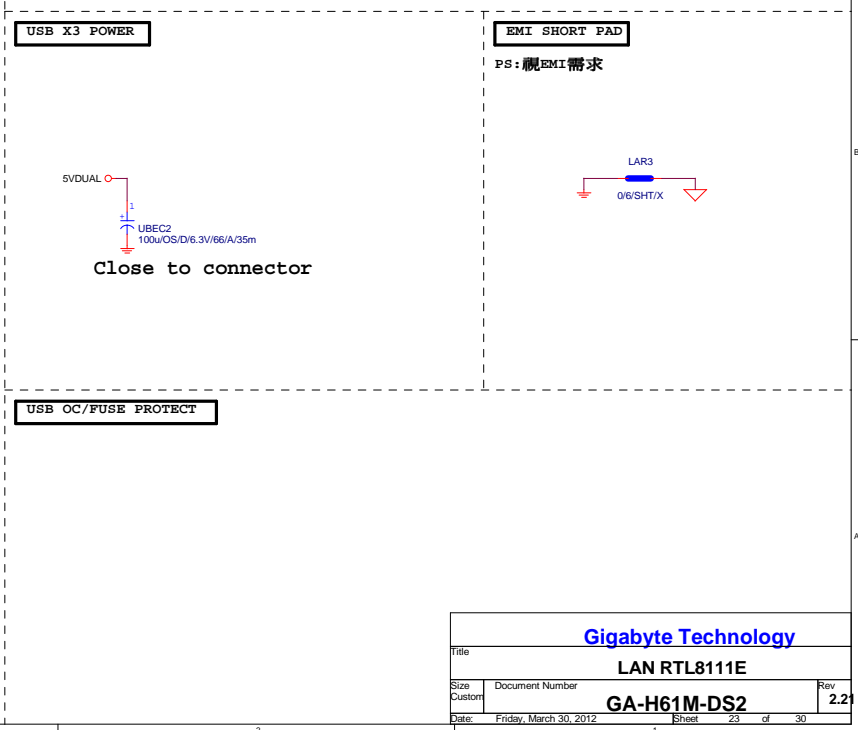 USB X3 POWER
EMI SHORT PAD
PS:視EMI需求
B
LAR3
5VDUAL
0/6/SHT/X
1
+
UBEC2
100u/OS/D/6.3V/66/A/35m
Close to connector
USB OC/FUSE PROTECT
A
Gigabyte Technology
Title
LAN RTL8111E
Size
Custom
Document Number
GA-H61M-DS2
Rev
2.21
Date:
Friday, March 30, 2012
Sheet
23
of
30